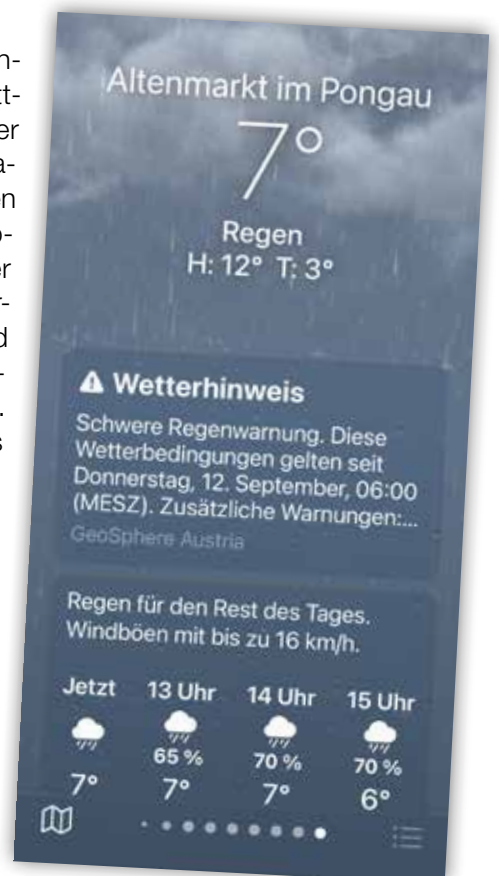 Altenmarkt im Pongau
7°
Regen
H: 12° T: 3°
Wetterhinweis
Schwere Regenwarnung. Diese
Wetterbedingungen gelten seit
Donnerstag, 12. September, 06:00
(MESZ). Zusätzliche Warnungen:...
GeoSphere Austria
Regen für den Rest des Tages.
Windböen mit bis zu 16 km/h.
Jetzt 13 Uhr 14 Uhr 15 Uhr
65 % 70 % 70 %
7° 7° 7° 6°